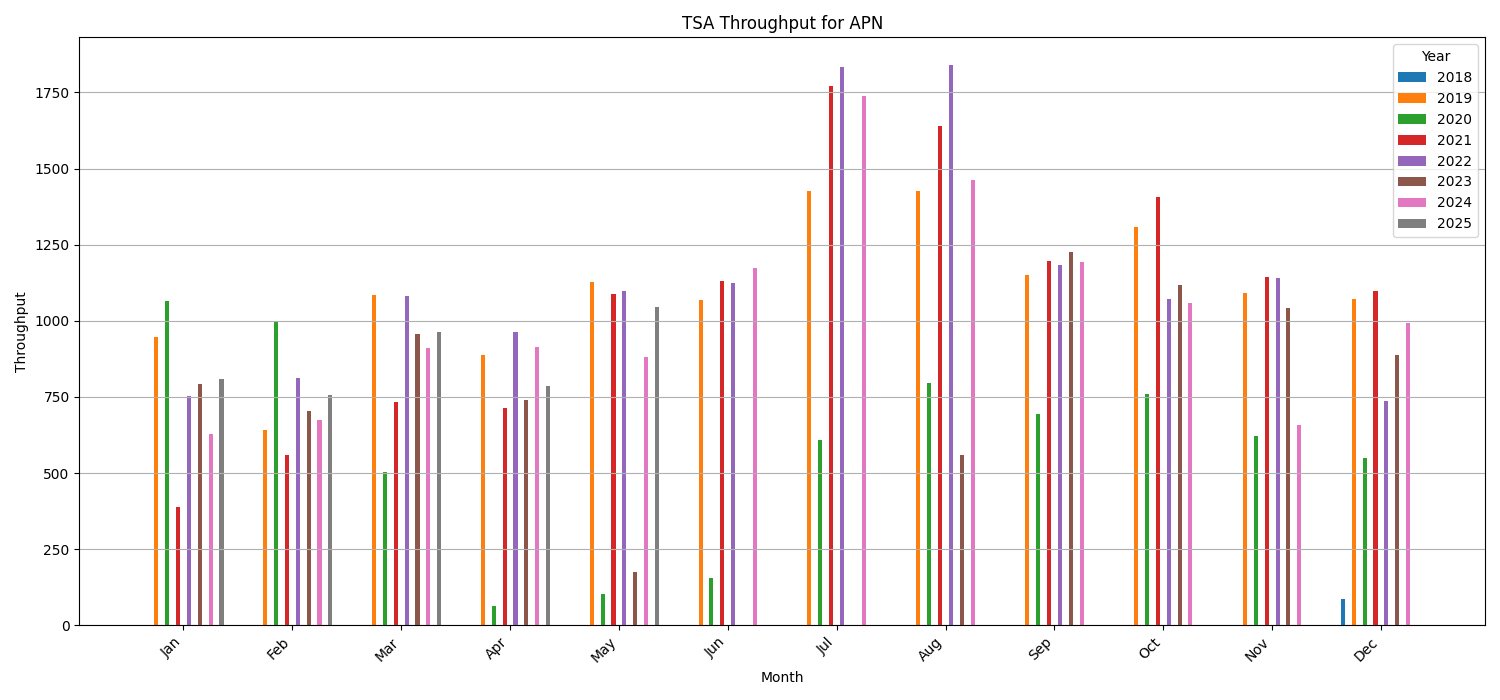 TSA Throughput for APN
Throughput
1750
1500
1250
1000
750
500
250
0
Jan
Feb
Mar
Apr
May
Jun
Jul
Aug
Sep
Oct
Nov
Dec
Month
Year
2018
2019
2020
2021
2022
2023
2024
2025